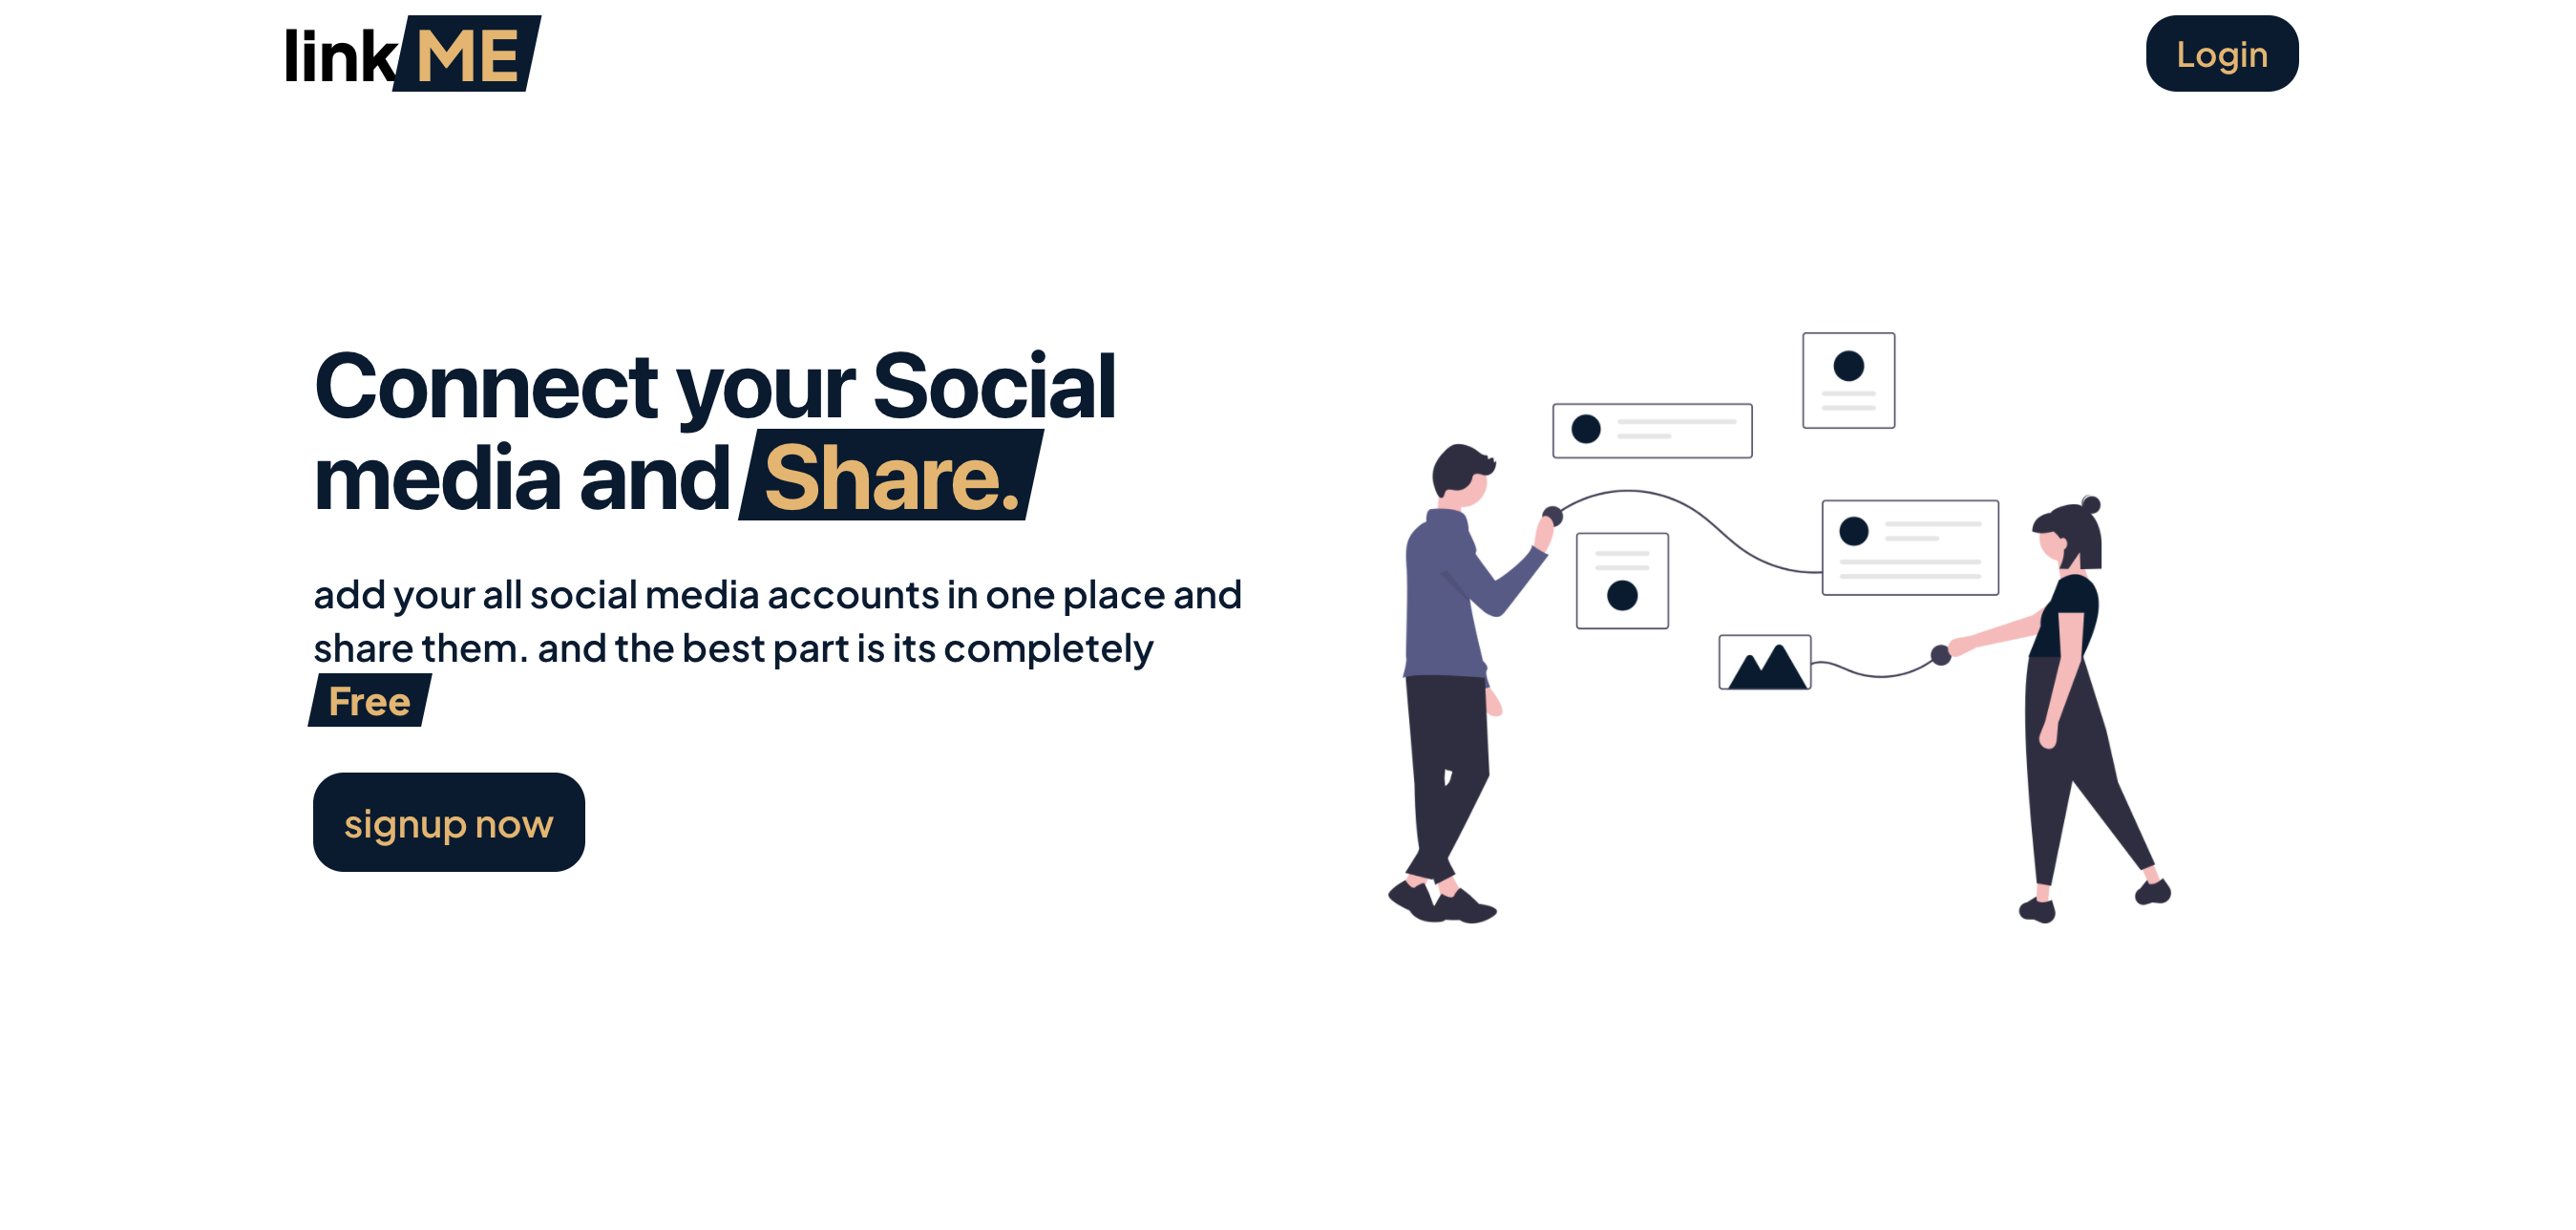 linkME
Login
Connect your Social
media and Share.
add your all social media accounts in one place and
share them. and the best part is its completely
Free
signup now